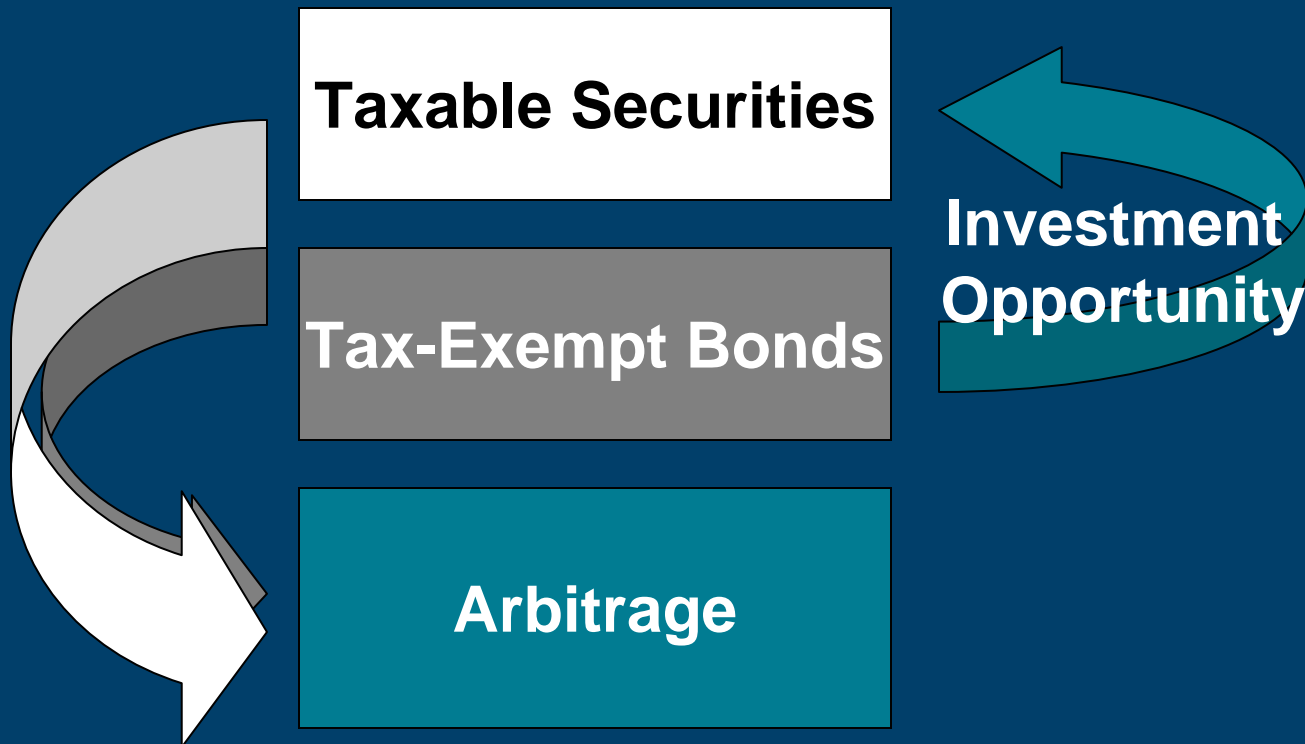 Taxable Securities
Investment
Opportunity
Tax-Exempt Bonds
Arbitrage